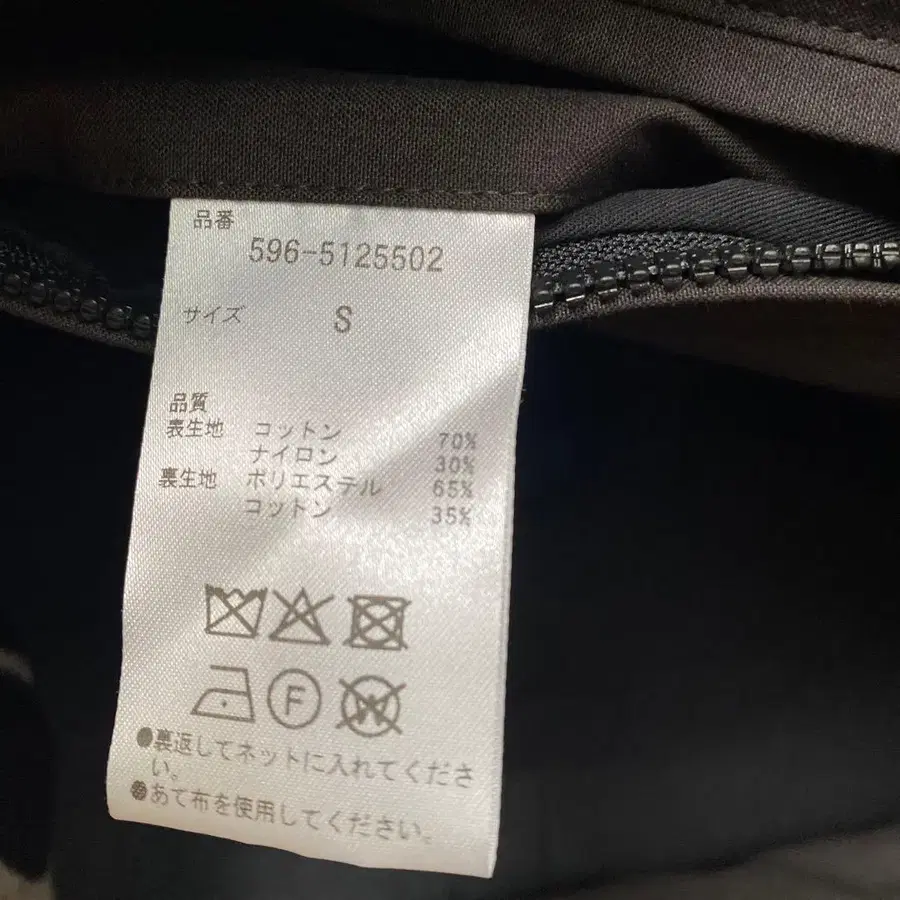 品番
596-5125502
サイズ S
品質
表生地 コットン 70%
ナイロン 30%
裏生地 ポリエステル 65%
コットン 35%
F W
●裏返してネットに入れてくださ
い。
●あて布を使用してください。